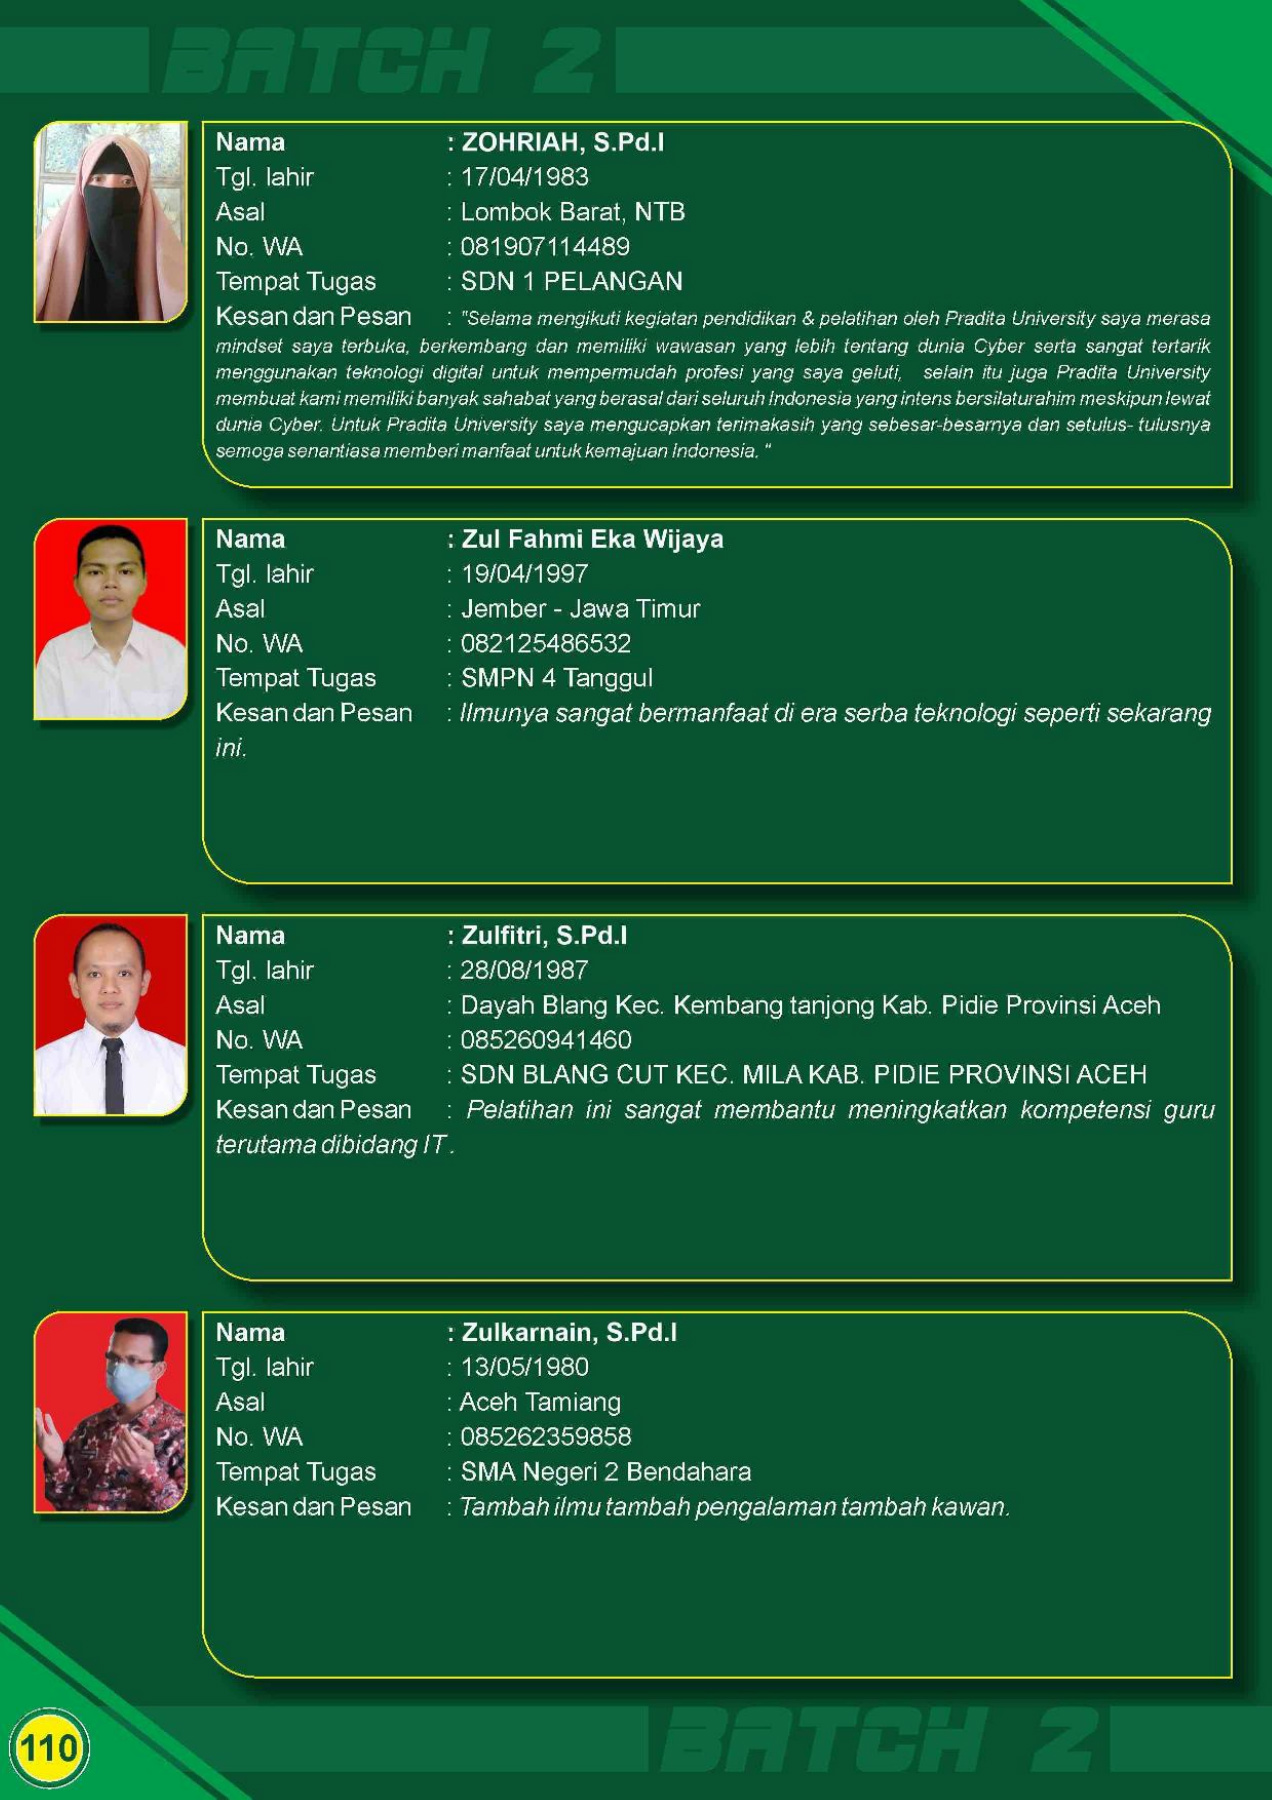 BATCH 2
Nama : ZOHRIAH, S.Pd.I
Tgl. lahir : 17/04/1983
Asal : Lombok Barat, NTB
No. WA : 081907114489
Tempat Tugas : SDN 1 PELANGAN
Kesan dan Pesan : "Selama mengikuti kegiatan pendidikan & pelatihan oleh Pradita University saya merasa
mindset saya terbuka, berkembang dan memiliki wawasan yang lebih tentang dunia Cyber serta sangat tertarik
menggunakan teknologi digital untuk mempermudah profesi yang saya geluti, selain itu juga Pradita University
membuat kami memiliki banyak sahabat yang berasal dari seluruh Indonesia yang intens bersilaturahim meskipun lewat
dunia Cyber. Untuk Pradita University saya mengucapkan terimakasih yang sebesar-besarnya dan setulus- tulusnya
semoga senantiasa memberi manfaat untuk kemajuan Indonesia. "
Nama : Zul Fahmi Eka Wijaya
Tgl. lahir : 19/04/1997
Asal : Jember - Jawa Timur
No. WA : 082125486532
Tempat Tugas : SMPN 4 Tanggul
Kesan dan Pesan : Ilmunya sangat bermanfaat di era serba teknologi seperti sekarang
ini.
Nama : Zulfitri, S.Pd.I
Tgl. lahir : 28/08/1987
Asal : Dayah Blang Kec. Kembang tanjong Kab. Pidie Provinsi Aceh
No. WA : 085260941460
Tempat Tugas : SDN BLANG CUT KEC. MILA KAB. PIDIE PROVINSI ACEH
Kesan dan Pesan : Pelatihan ini sangat membantu meningkatkan kompetensi guru
terutama dibidang IT .
Nama : Zulkarnain, S.Pd.I
Tgl. lahir : 13/05/1980
Asal : Aceh Tamiang
No. WA : 085262359858
Tempat Tugas : SMA Negeri 2 Bendahara
Kesan dan Pesan : Tambah ilmu tambah pengalaman tambah kawan.
110
BATCH 2